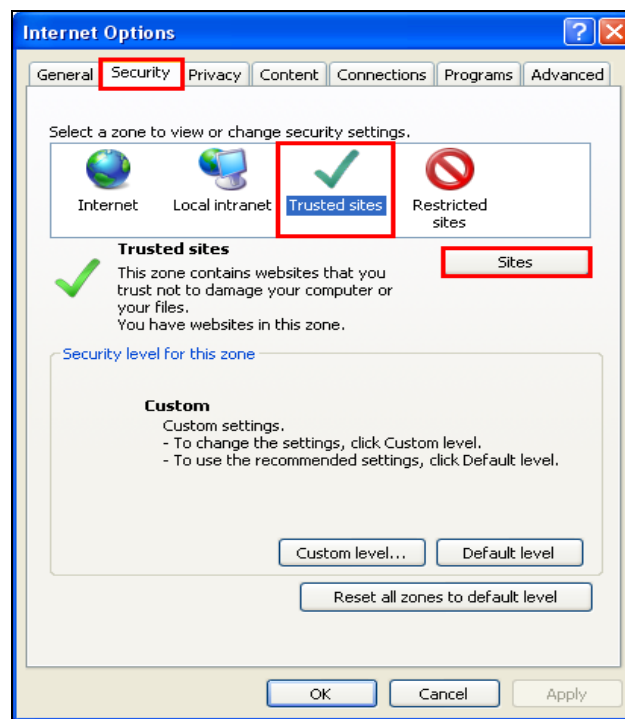 Internet Options
General Security Privacy Content Connections Programs Advanced
Select a zone to view or change security settings.
Internet Local intranet Trusted sites Restricted
sites
Trusted sites
Sites
This zone contains websites that you
trust not to damage your computer or
your files.
You have websites in this zone.
Security level for this zone
Custom
Custom settings.
- To change the settings, click Custom level.
- To use the recommended settings, click Default level.
Custom level... Default level
Reset all zones to default level
OK Cancel Apply